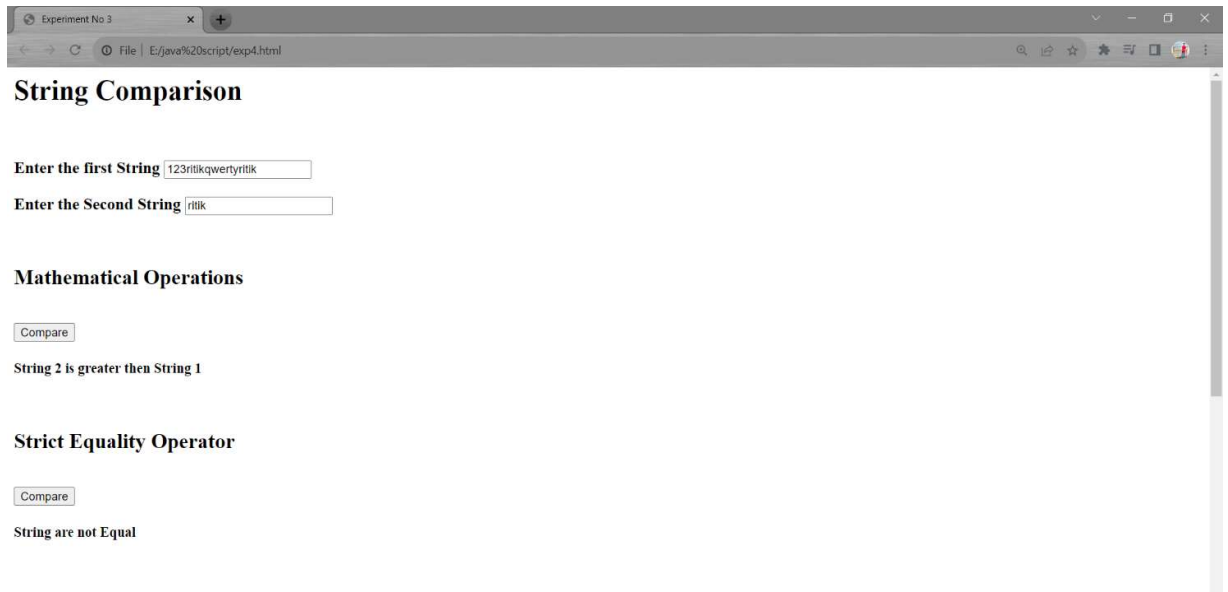 Experiment No 3
File | E:/java%20script/exp4.html
String Comparison
Enter the first String 123ritikqwertyritik
Enter the Second String ritik
Mathematical Operations
Compare
String 2 is greater then String 1
Strict Equality Operator
Compare
String are not Equal